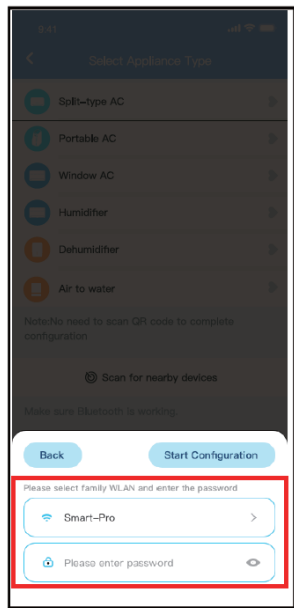 9:41
Select Appliance Type
Split-type AC
Portable AC
Window AC
Humidifier
Dehumidifier
Air to water
Note:No need to scan QR code to complete
configuration
Scan for nearby devices
Make sure Bluetooth is working.
Back
Start Configuration
Please select family WLAN and enter the password
Smart-Pro
Please enter password